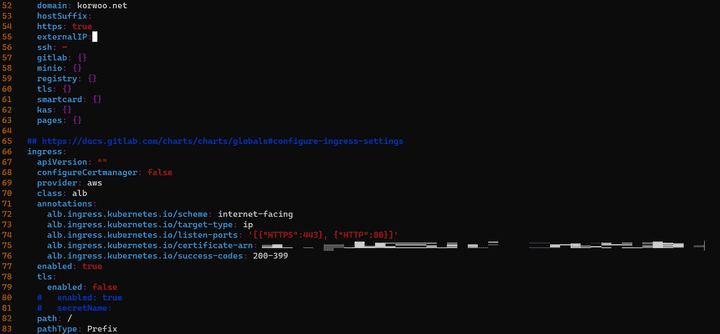 52 domain: korwoo.net
53 hostSuffix:
54 https: true
55 externalIP:
56 ssh: ~
57 gitlab: {}
58 minio: {}
59 registry: {}
60 tls: {}
61 smartcard: {}
62 kas: {}
63 pages: {}
64
65 ## https://docs.gitlab.com/charts/charts/globals#configure-ingress-settings
66 ingress:
67 apiVersion: ""
68 configureCertmanager: false
69 provider: aws
70 class: alb
71 annotations:
72 alb.ingress.kubernetes.io/scheme: internet-facing
73 alb.ingress.kubernetes.io/target-type: ip
74 alb.ingress.kubernetes.io/listen-ports: '[{"HTTPS":443}, {"HTTP":80}]'
75 alb.ingress.kubernetes.io/certificate-arn:
76 alb.ingress.kubernetes.io/success-codes: 200-399
77 enabled: true
78 tls:
79 enabled: false
80 # enabled: true
81 # secretName:
82 path: /
83 pathType: Prefix